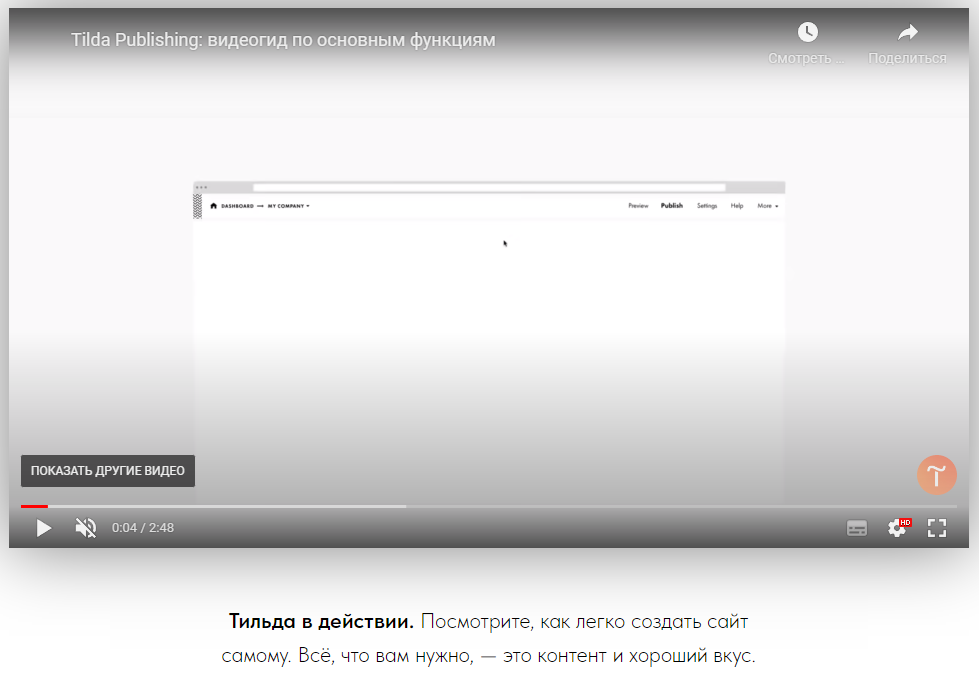 Tilda Publishing: видеогид по основным функциям
Смотреть ...
Поделиться
DASHBOARD → MY COMPANY
Preview Publish Settings Help More
ПОКАЗАТЬ ДРУГИЕ ВИДЕО
0:04 / 2:48
HD
Тильда в действии. Посмотрите, как легко создать сайт
самому. Всё, что вам нужно, — это контент и хороший вкус.